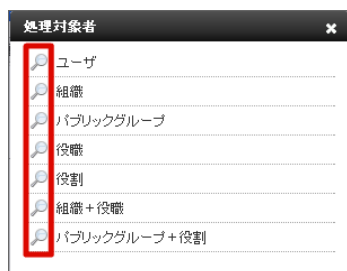 処理対象者
ユーザ
組織
パブリックグループ
役職
役割
組織+役職
パブリックグループ+役割